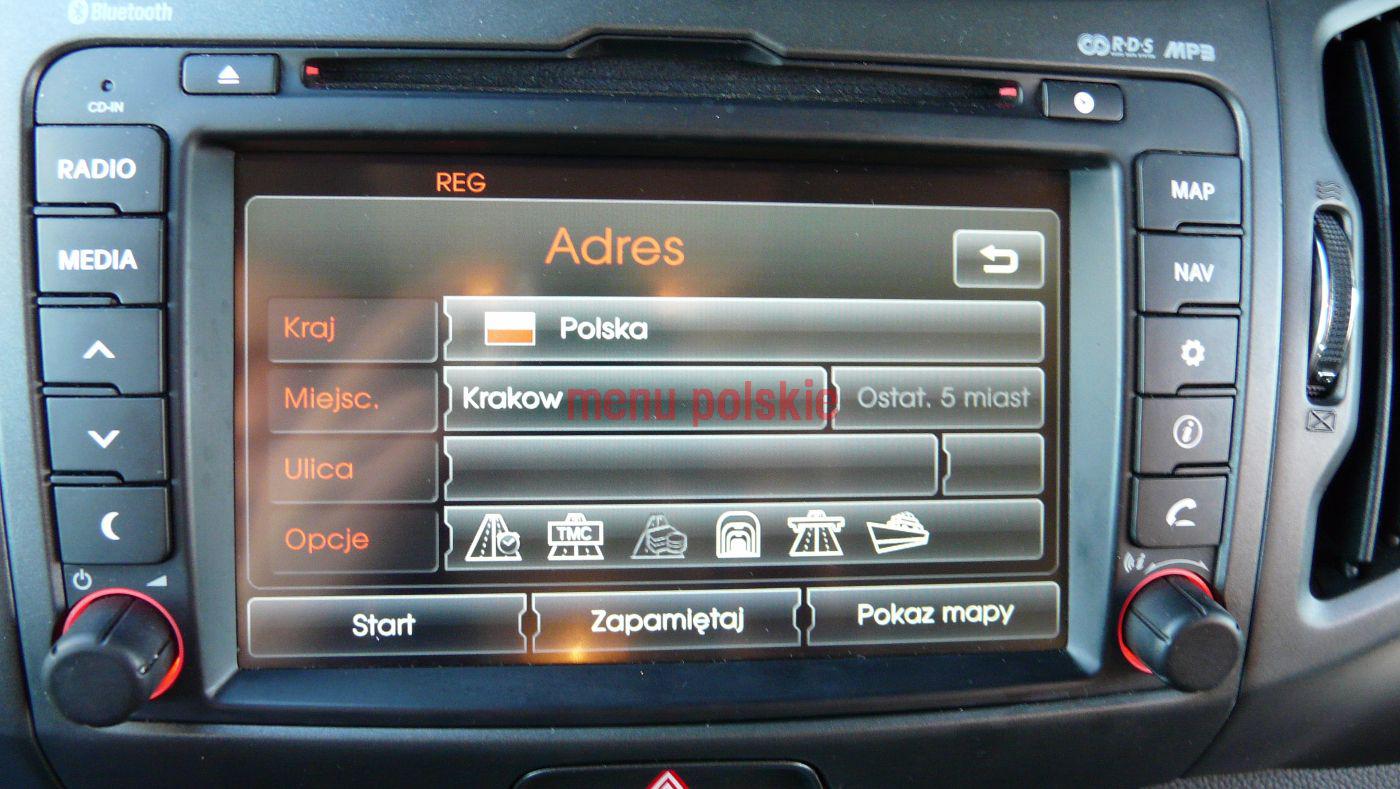 Bluetooth
R·D·S MP3
CD-IN
RADIO
MEDIA
MAP
NAV
REG
Adres
Kraj Polska
Miejsc. Krakow Ostat. 5 miast
menu polskie
Ulica
Opcje TMC
Start Zapamiętaj Pokaz mapy